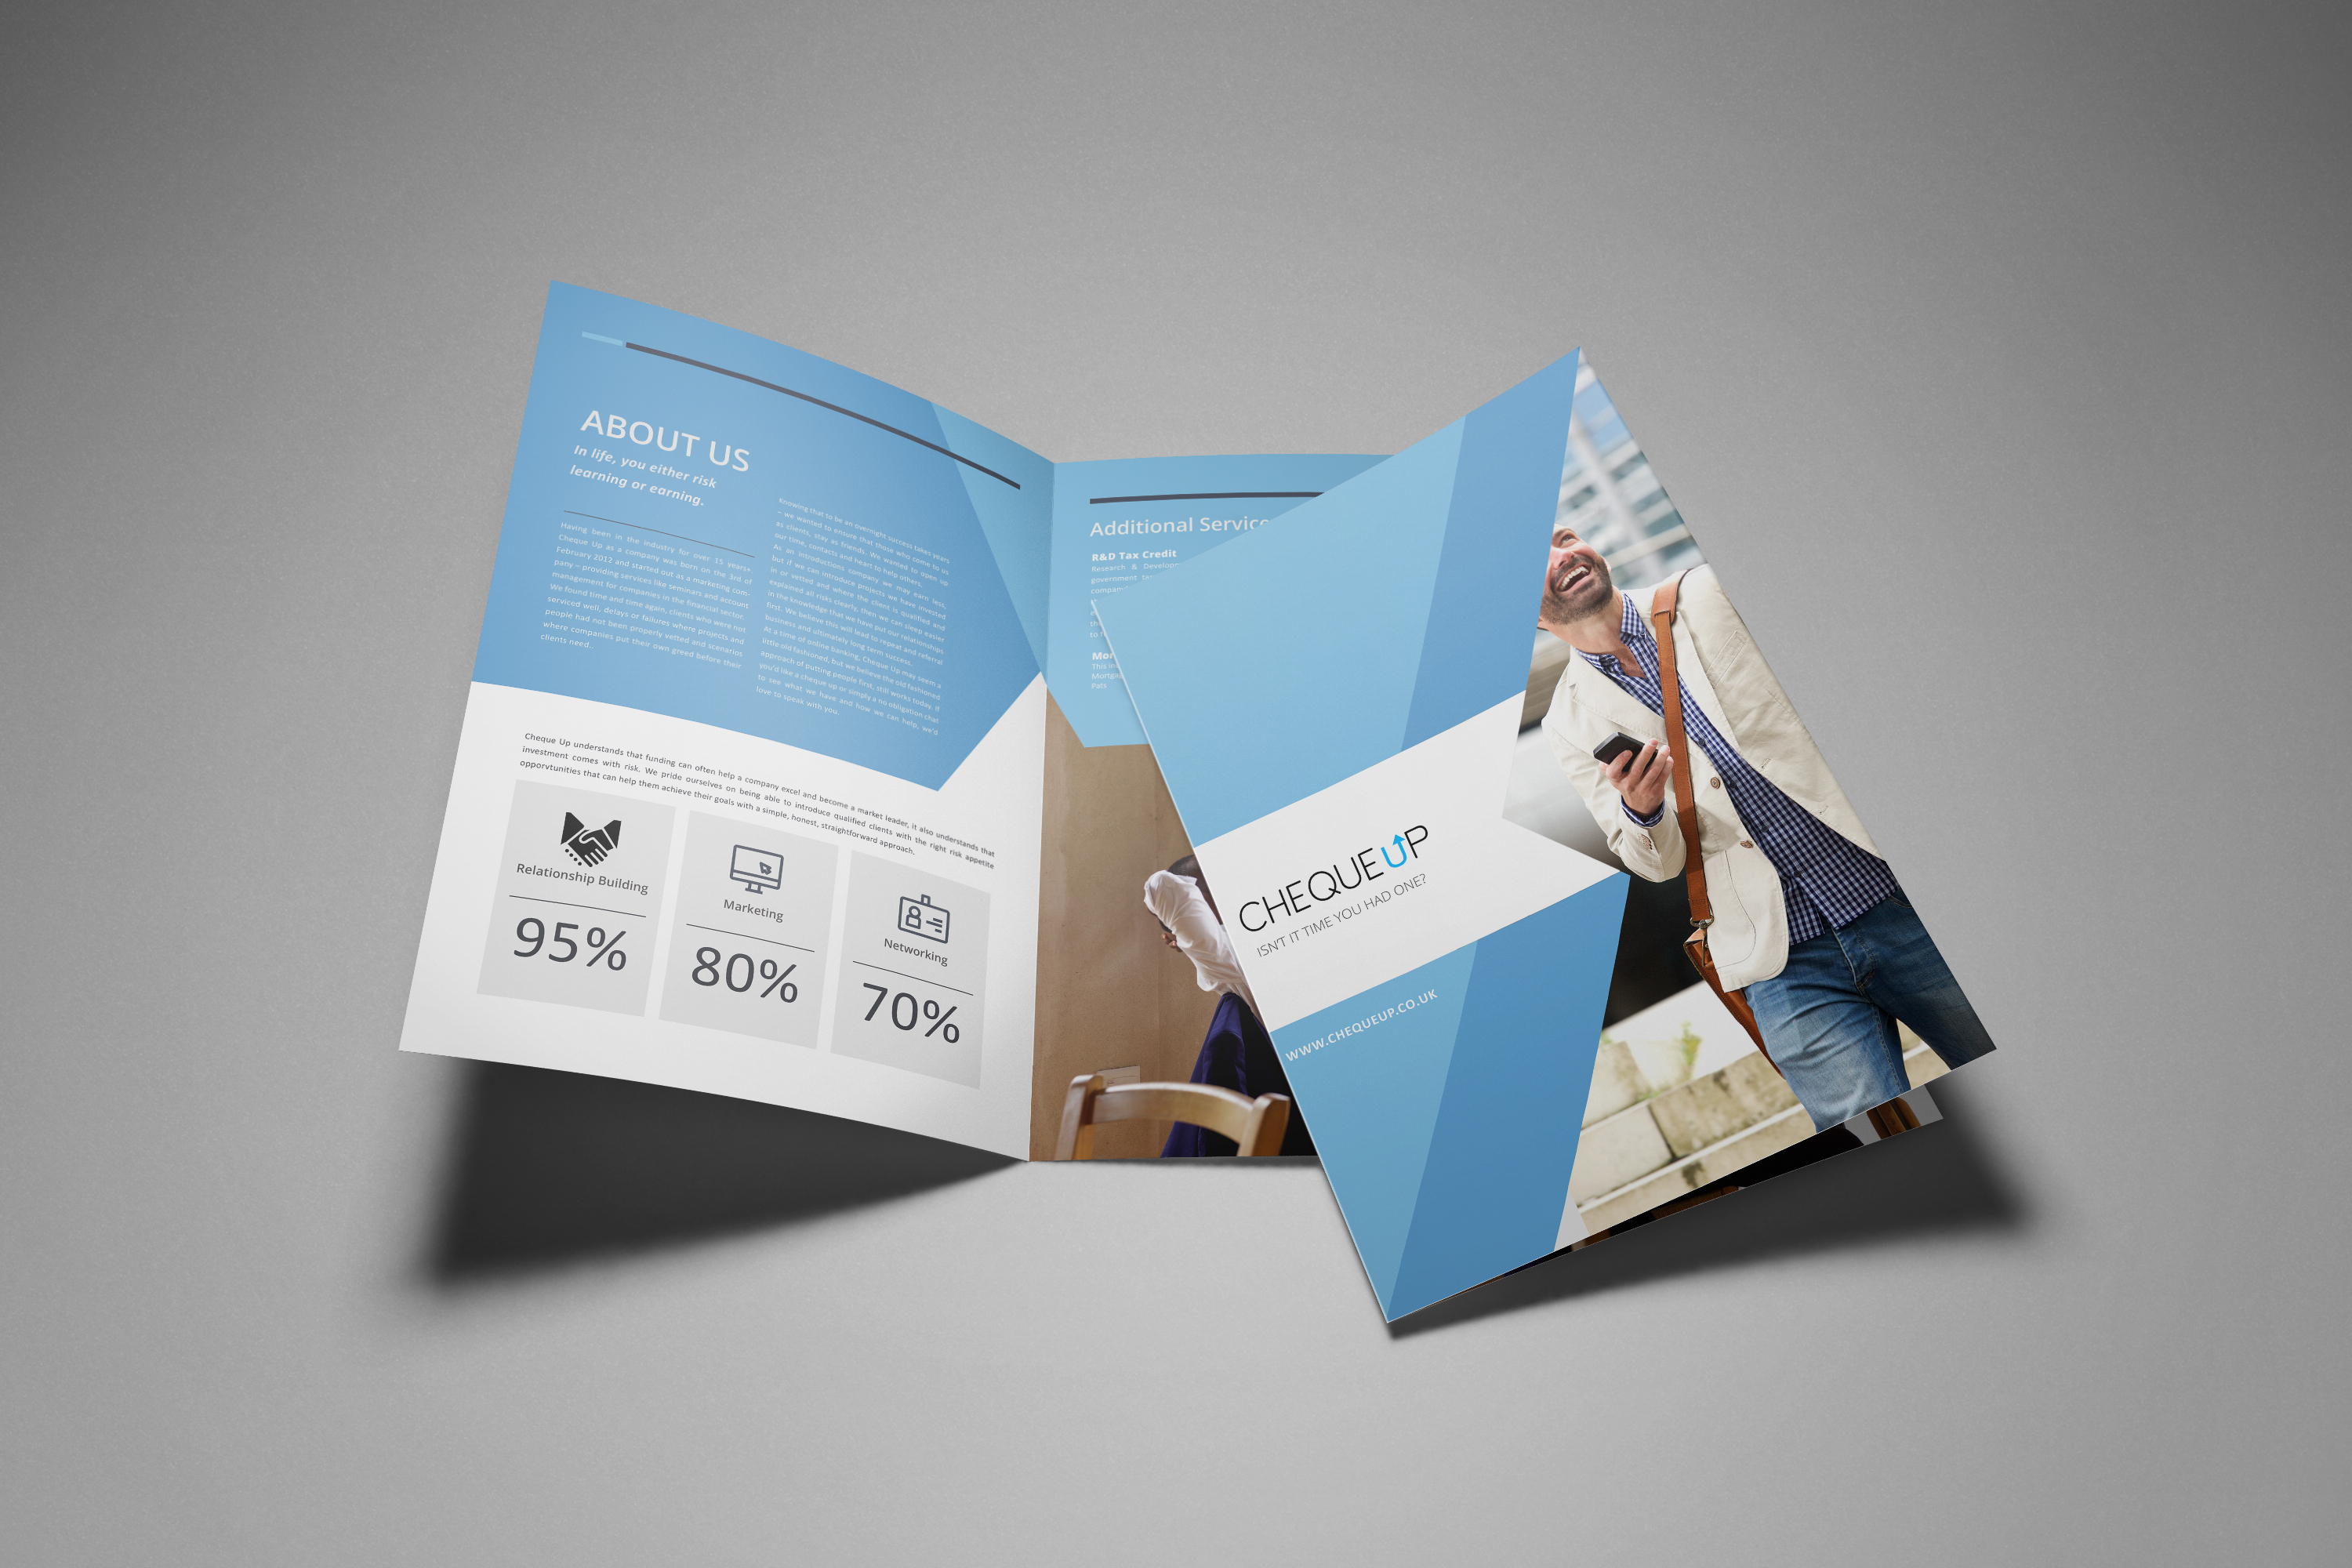 ABOUT US
In life, you either risk
learning or earning.
Having been in the industry for over 15 years+
Cheque Up as a company was born on the 3rd of
February 2012 and started out as a marketing com-
pany – providing services like seminars and account
management for companies in the financial sector.
We found time and time again, clients who were not
serviced well, delays or failures where projects and
people had not been properly vetted and scenarios
where companies put their own greed before their
clients need..
Knowing that to be an overnight success takes years
– we wanted to ensure that those who come to us
as clients, stay as friends. We wanted to open up
our time, contacts and heart to help others.
As an introductions company we may earn less,
but if we can introduce projects we have invested
in or vetted and where the client is qualified and
explained all risks clearly, then we can sleep easier
in the knowledge that we have put our relationships
first. We believe this will lead to repeat and referral
business and ultimately long term success.
At a time of online banking, Cheque Up may seem a
little old fashioned, but we believe the old fashioned
approach of putting people first, still works today. If
you'd like a cheque up or simply a no obligation chat
to see what we have and how we can help, we'd
love to speak with you.
Cheque Up understands that funding can often help a company excel and become a market leader, it also understands that
investment comes with risk. We pride ourselves on being able to introduce qualified clients with the right risk appetite
opporvtunities that can help them achieve their goals with a simple, honest, straightforward approach.
Relationship Building
95%
Marketing
80%
Networking
70%
Additional Service
R&D Tax Credit
Research & Develop
government
compan
to
Mor
This
Mortga
CHEQUEUP
ISN'T IT TIME YOU HAD ONE?
WWW.CHEQUEUP.CO.UK